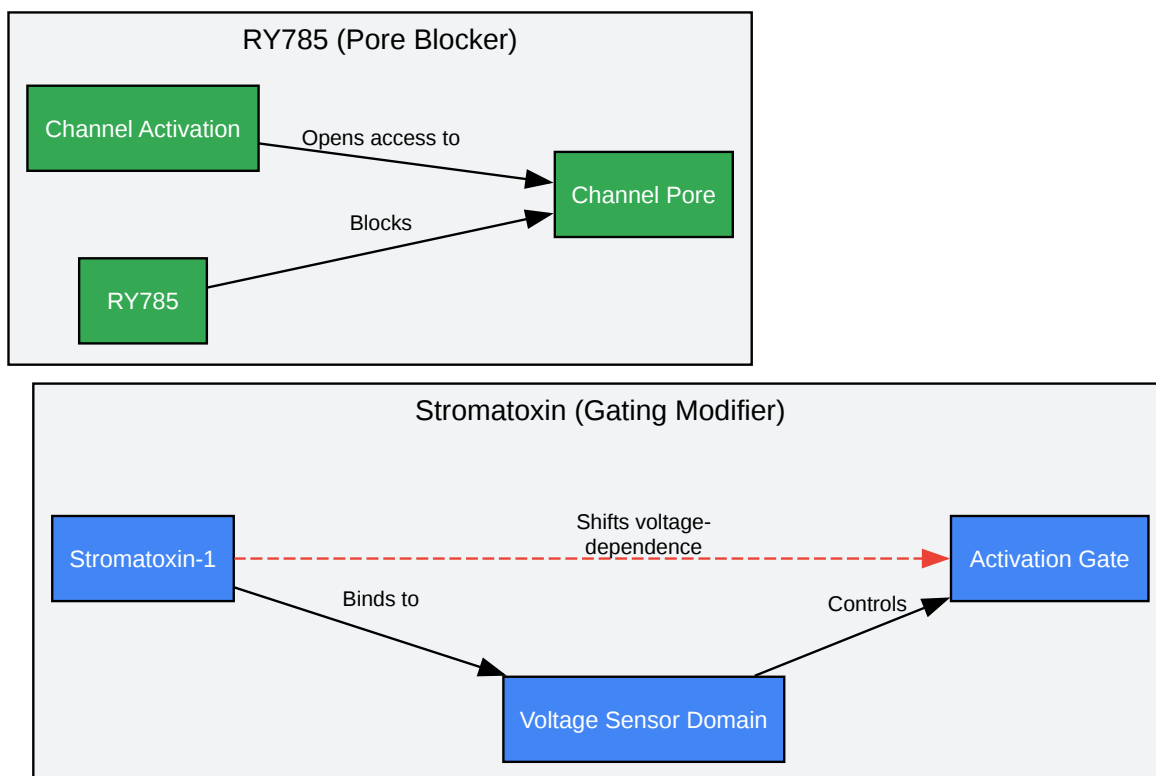 RY785 (Pore Blocker)
Channel Activation
Opens access to
Channel Pore
Blocks
RY785
Stromatoxin (Gating Modifier)
Stromatoxin-1
Shifts voltage-
dependence
Activation Gate
Binds to
Controls
Voltage Sensor Domain